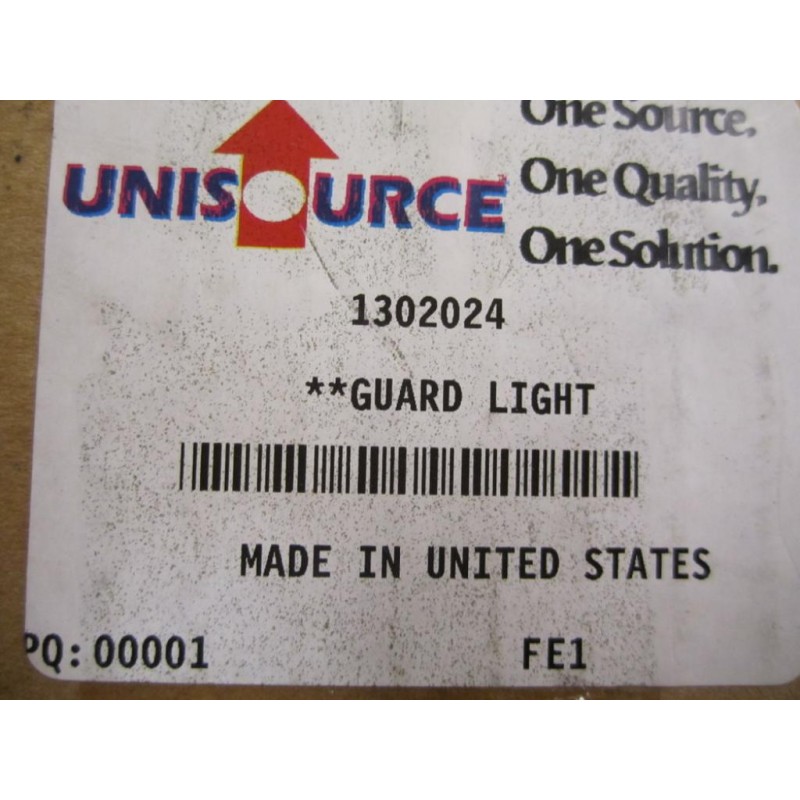 UNISOURCE
One Source,
One Quality,
One Solution.
1302024
**GUARD LIGHT
MADE IN UNITED STATES
PQ: 00001
FE1